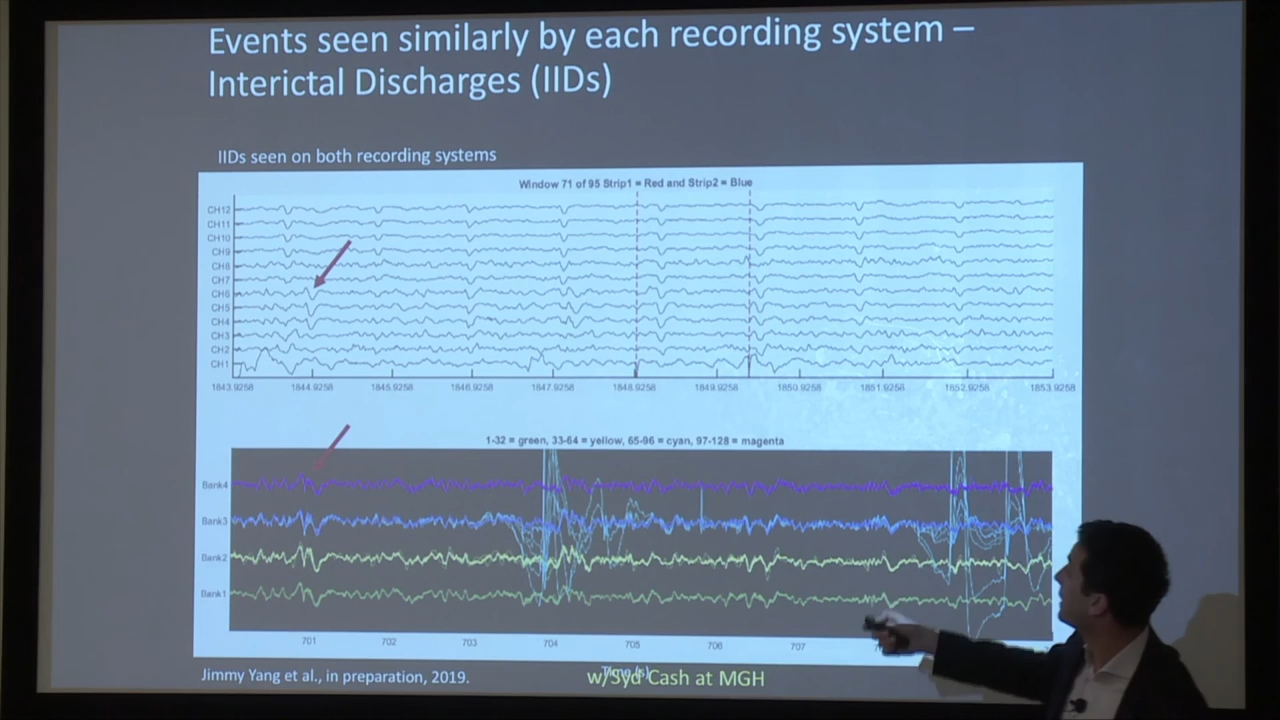 Events seen similarly by each recording system –
Interictal Discharges (IIDs)
IIDs seen on both recording systems
Window 71 of 95 Strip1 = Red and Strip2 = Blue
CH12
CH11
CH10
CH9
CH8
CH7
CH6
CH5
CH4
CH3
CH2
CH1
1843.9258 1844.9258 1845.9258 1846.9258 1847.9258 1848.9258 1849.9258 1850.9258 1851.9258 1852.9258 1853.9258
1-32 = green, 33-64 = yellow, 65-96 = cyan, 97-128 = magenta
Bank4
Bank3
Bank2
Bank1
701 702 703 704 705 706 707
Time (s)
Jimmy Yang et al., in preparation, 2019. w/Syd Cash at MGH